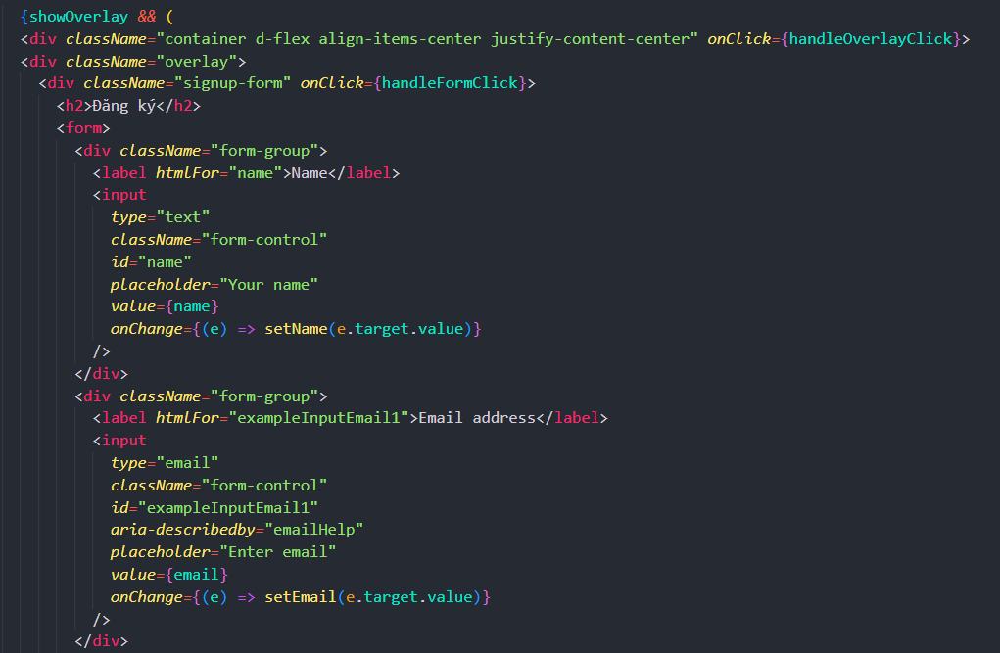 {showOverlay && (
<div className="container d-flex align-items-center justify-content-center" onClick={handleOverlayClick}>
<div className="overlay">
<div className="signup-form" onClick={handleFormClick}>
<h2>Đăng ký</h2>
<form>
<div className="form-group">
<label htmlFor="name">Name</label>
<input
type="text"
className="form-control"
id="name"
placeholder="Your name"
value={name}
onChange={(e) => setName(e.target.value)}
/>
</div>
<div className="form-group">
<label htmlFor="exampleInputEmail1">Email address</label>
<input
type="email"
className="form-control"
id="exampleInputEmail1"
aria-describedby="emailHelp"
placeholder="Enter email"
value={email}
onChange={(e) => setEmail(e.target.value)}
/>
</div>